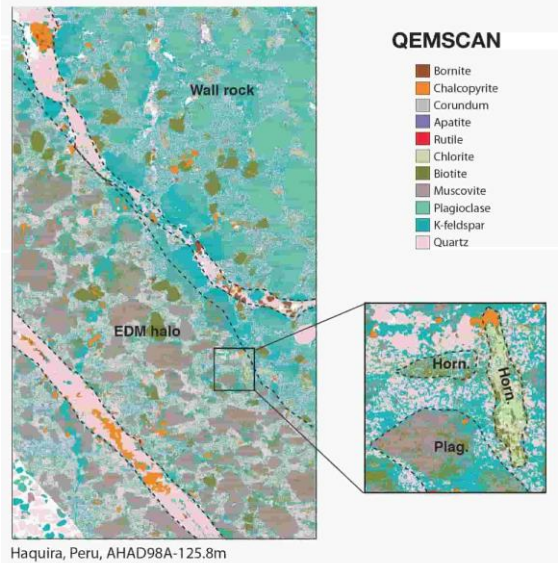 QEMSCAN
Bornite
Chalcopyrite
Corundum
Apatite
Rutile
Chlorite
Biotite
Muscovite
Plagioclase
K-feldspar
Quartz
Wall rock
EDM halo
Horn.
Horn.
Plag.
Haquira, Peru, AHAD98A-125.8m